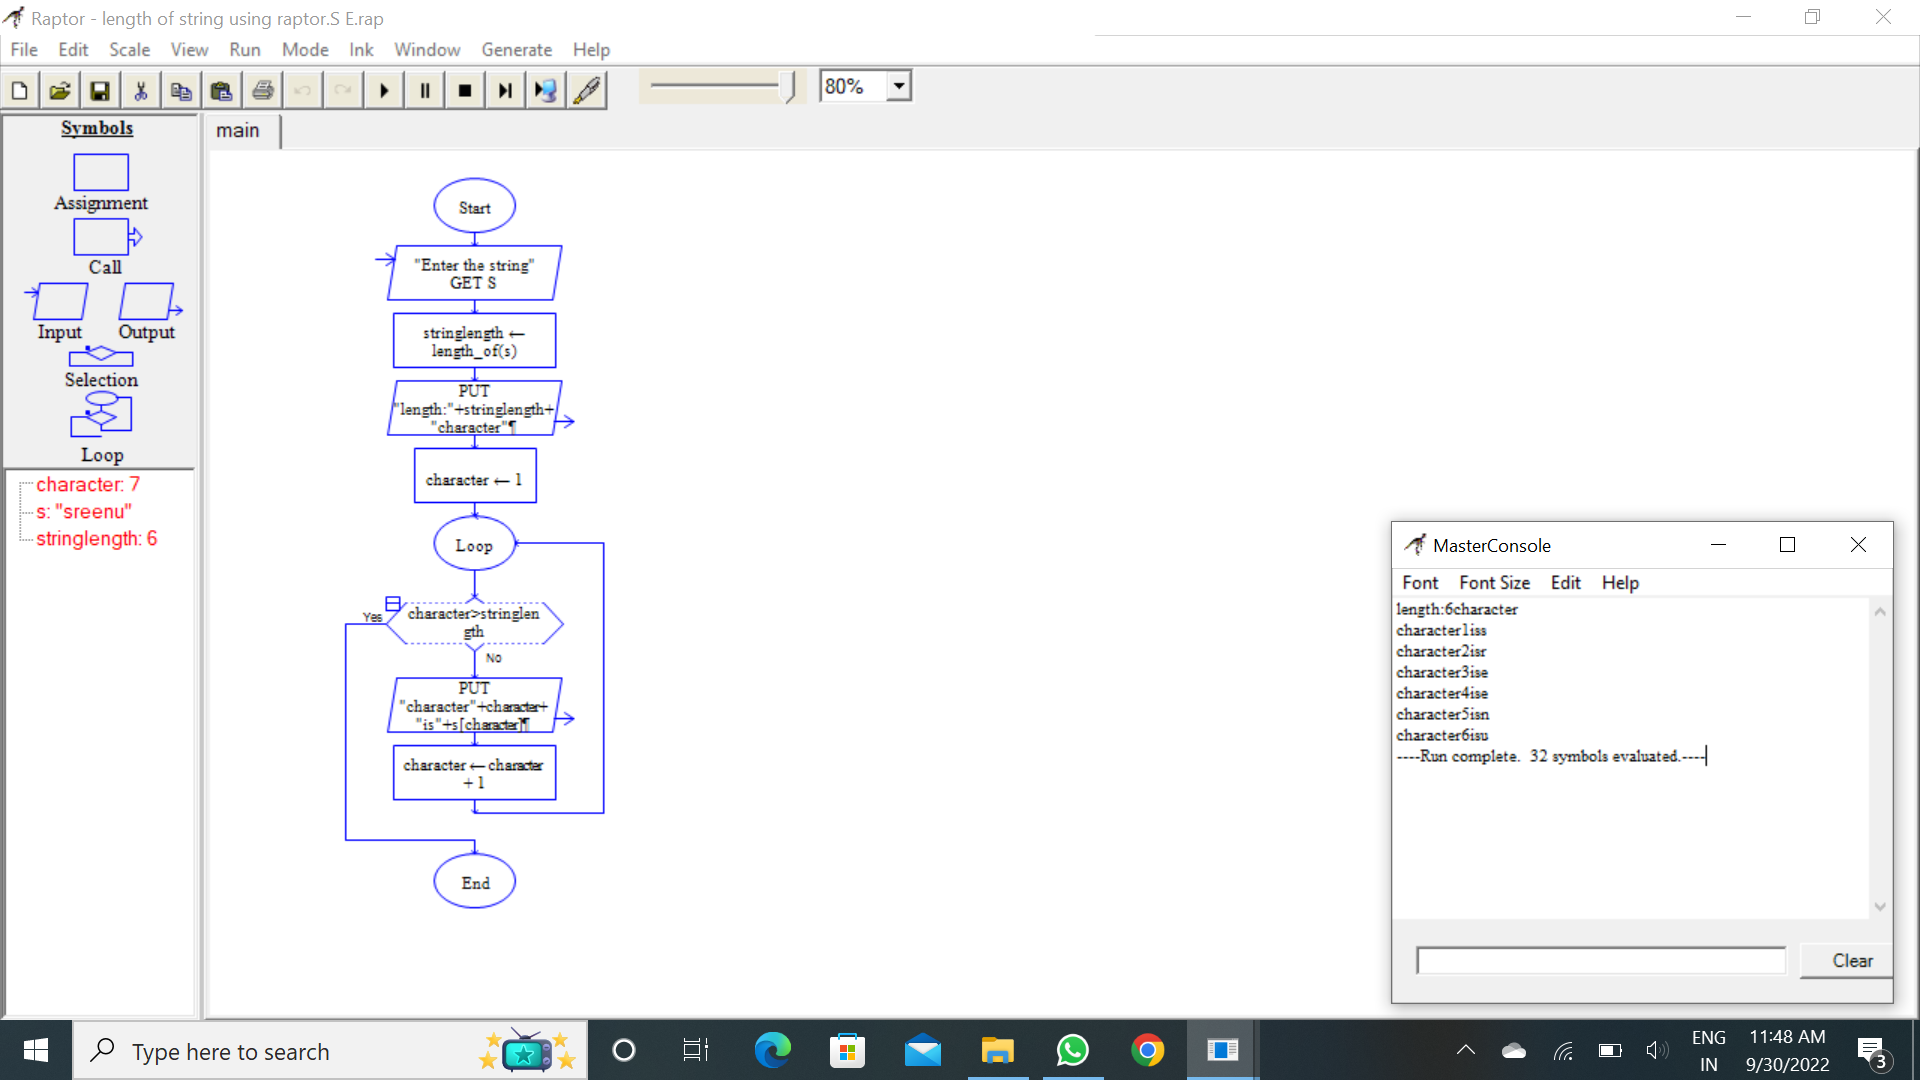 Raptor - length of string using raptor.S E.rap
File Edit Scale View Run Mode Ink Window Generate Help
80%
Symbols
Assignment
Call
Input Output
Selection
Loop
character: 7
s: "sreenu"
stringlength: 6
main
Start
"Enter the string"
GET S
stringlength ←
length_of(s)
PUT
"length:"+stringlength+
"character"¶
character ← 1
Loop
Yes
character>stringlen
gth
No
PUT
"character"+character+
"is"+s[character]¶
character ← character
+ 1
End
MasterConsole
Font Font Size Edit Help
length:6character
character1iss
character2isr
character3ise
character4ise
character5isn
character6isu
----Run complete.  32 symbols evaluated.----
Clear
Type here to search
ENG
IN
11:48 AM
9/30/2022
3